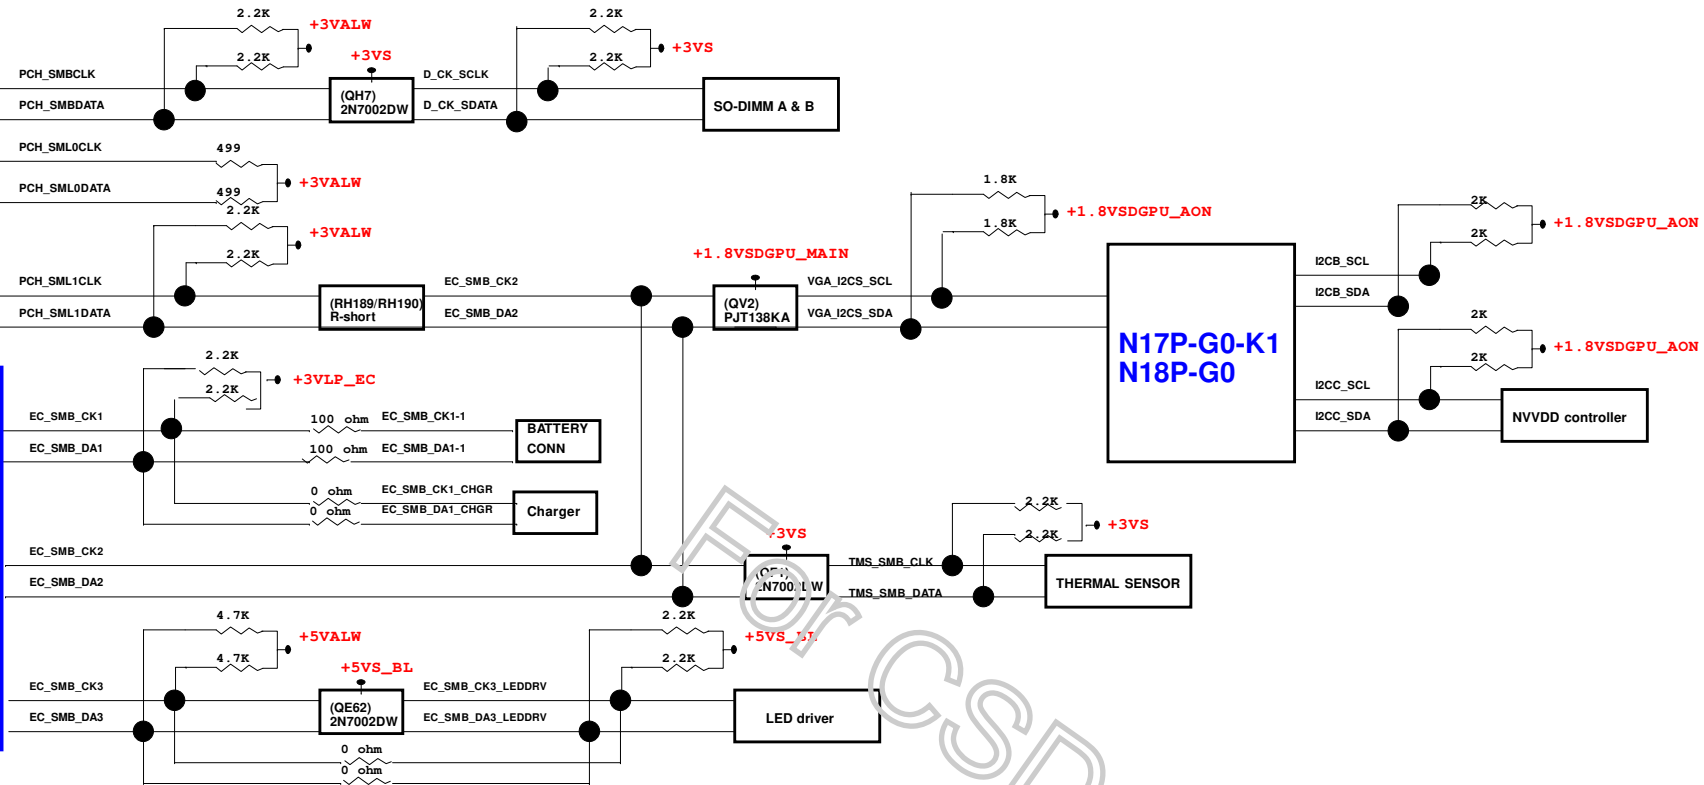 2.2K
+3VALW
2.2K
+3VS
PCH_SMBCLK
PCH_SMBDATA
(QH7)
2N7002DW
D_CK_SCLK
D_CK_SDATA
2.2K
2.2K
+3VS
SO-DIMM A & B
PCH_SML0CLK
499
+3VALW
PCH_SML0DATA
499
2.2K
+3VALW
2.2K
PCH_SML1CLK
PCH_SML1DATA
(RH189/RH190)
R-short
EC_SMB_CK2
EC_SMB_DA2
+1.8VSDGPU_MAIN
(QV2)
PJT138KA
VGA_I2CS_SCL
VGA_I2CS_SDA
1.8K
1.8K
+1.8VSDGPU_AON
N17P-G0-K1
N18P-G0
I2CB_SCL
I2CB_SDA
2K
2K
+1.8VSDGPU_AON
2K
2K
+1.8VSDGPU_AON
I2CC_SCL
I2CC_SDA
NVVDD controller
2.2K
2.2K
+3VLP_EC
EC_SMB_CK1
EC_SMB_DA1
100 ohm
EC_SMB_CK1-1
100 ohm
EC_SMB_DA1-1
BATTERY
CONN
0 ohm
EC_SMB_CK1_CHGR
0 ohm
EC_SMB_DA1_CHGR
Charger
EC_SMB_CK2
EC_SMB_DA2
+3VS
2N7002DW
TMS_SMB_CLK
TMS_SMB_DATA
2.2K
2.2K
+3VS
THERMAL SENSOR
4.7K
4.7K
+5VALW
+5VS_BL
EC_SMB_CK3
EC_SMB_DA3
(QE62)
2N7002DW
EC_SMB_CK3_LEDDRV
EC_SMB_DA3_LEDDRV
2.2K
2.2K
+5VS_BL
LED driver
0 ohm
0 ohm
For CSD